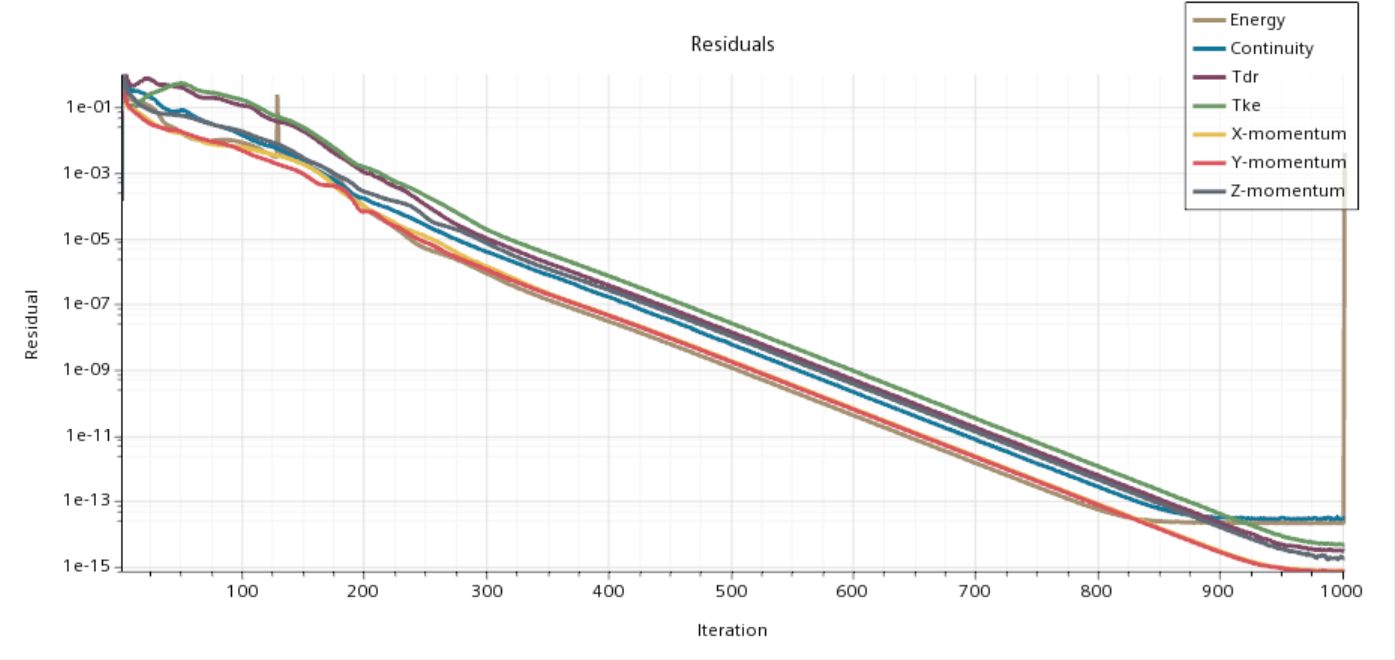 Residuals
Energy
Continuity
Tdr
Tke
X-momentum
Y-momentum
Z-momentum
Residual
1e-01
1e-03
1e-05
1e-07
1e-09
1e-11
1e-13
1e-15
100 200 300 400 500 600 700 800 900 1000
Iteration